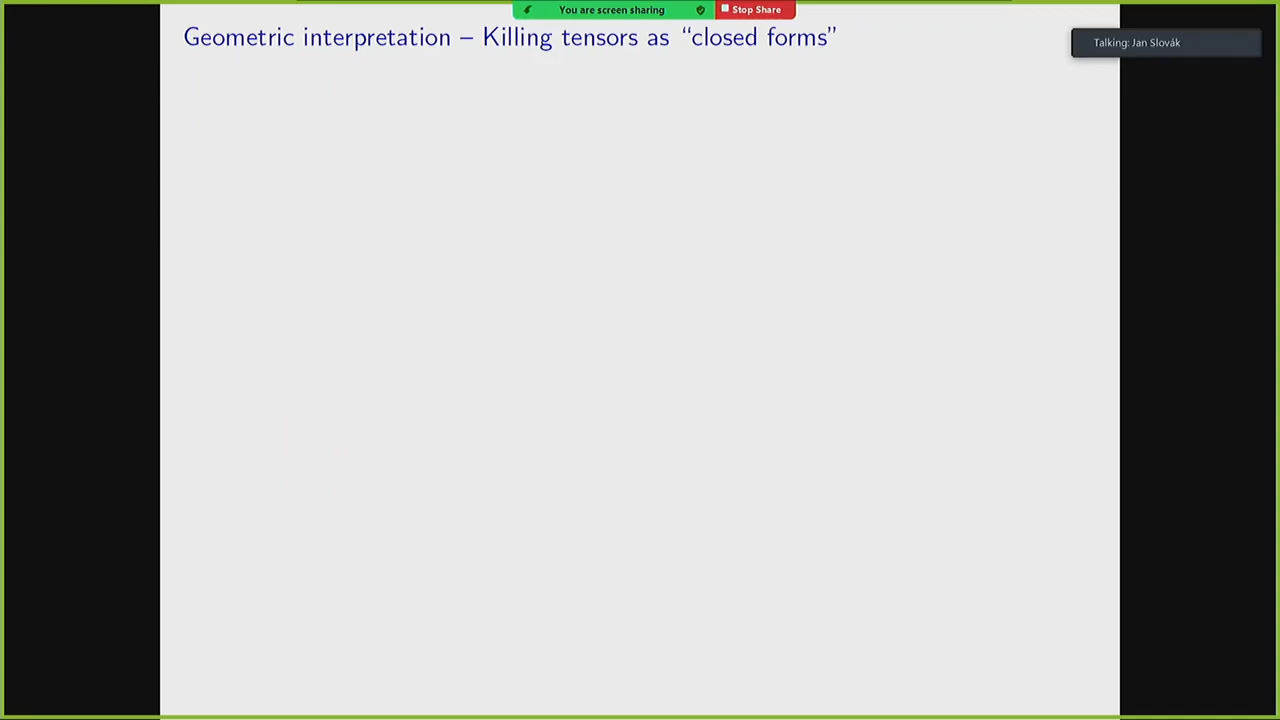 You are screen sharing
Stop Share
Geometric interpretation – Killing tensors as “closed forms”
Talking: Jan Slovák